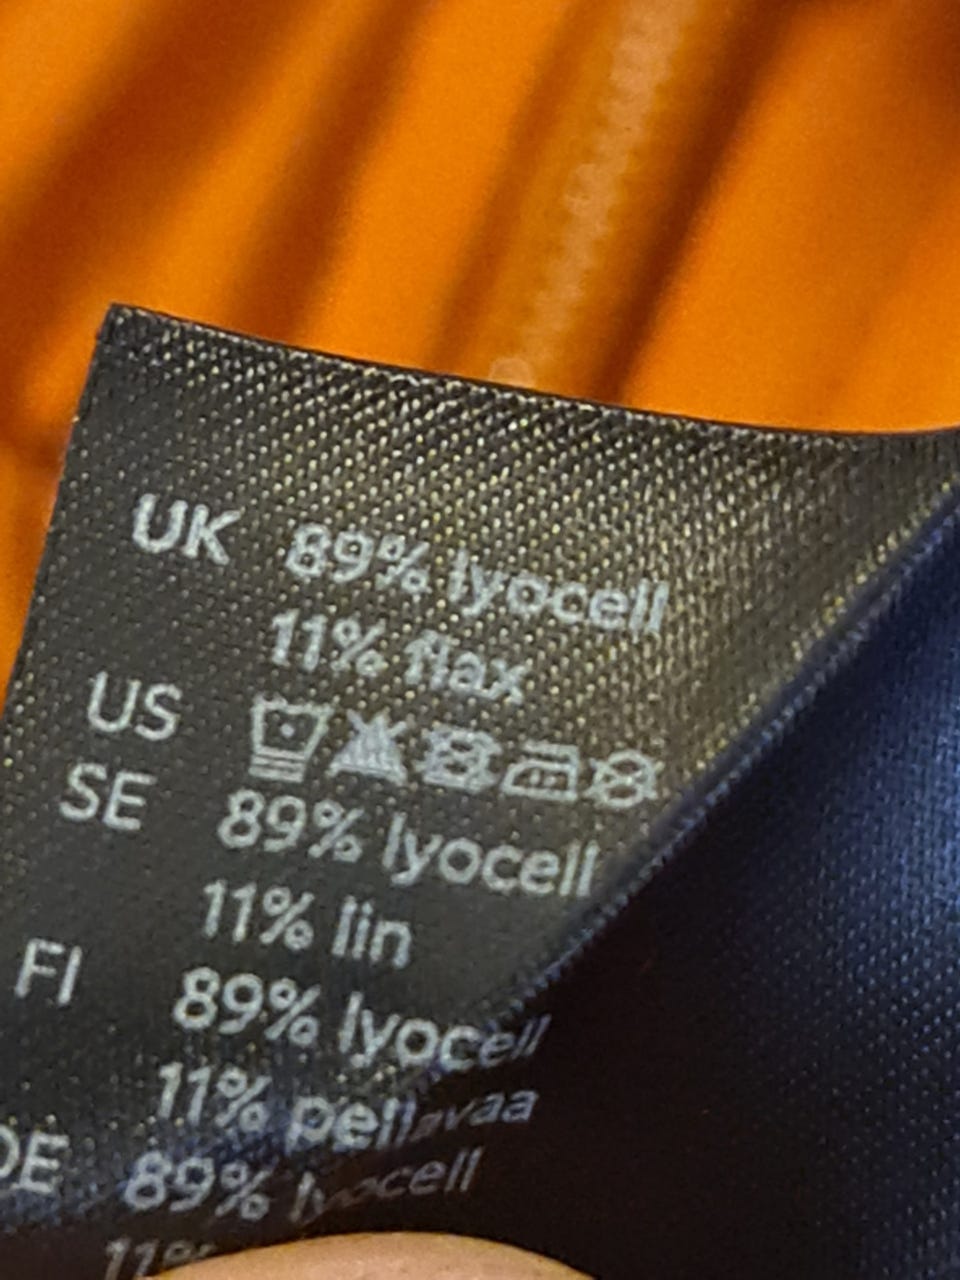 UK 89% lyocell
11% flax
US
SE 89% lyocell
11% lin
FI 89% lyocell
11% pellavaa
DE 89% lyocell
11%